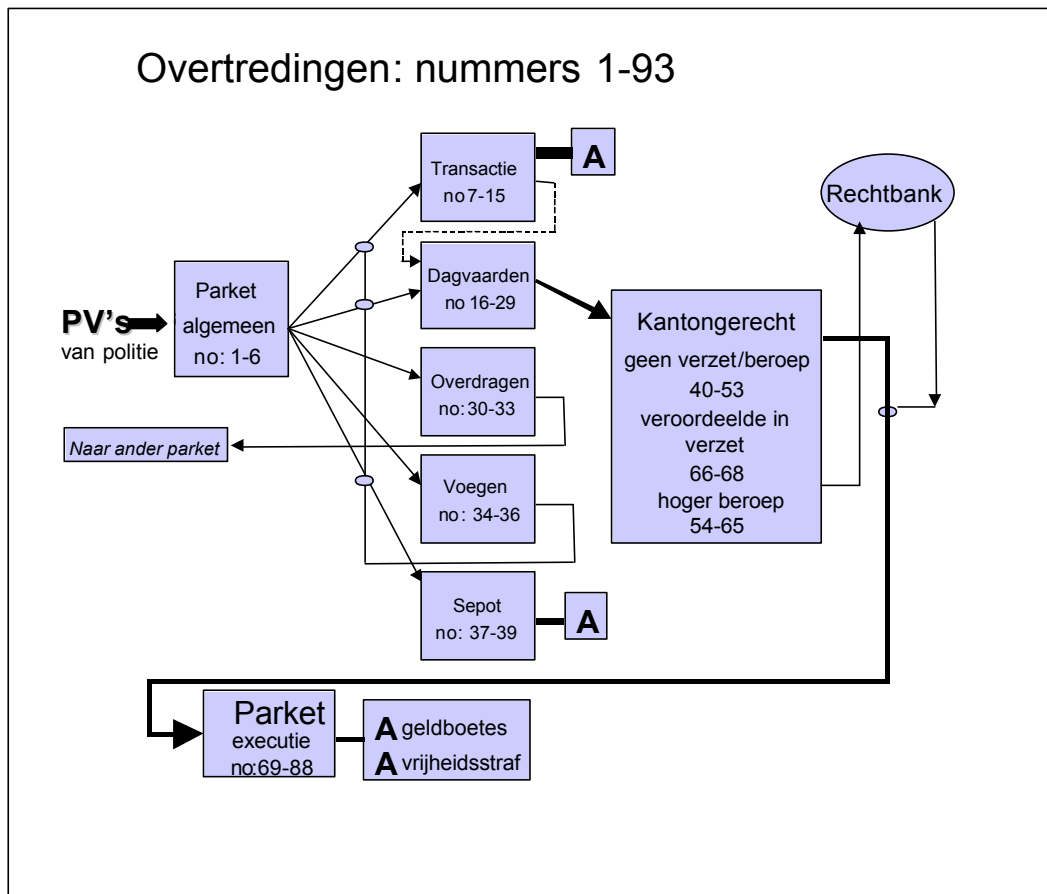 Overtredingen: nummers 1-93
Transactie
no 7-15
A
Rechtbank
PV's
van politie
Parket
algemeen
no: 1-6
Dagvaarden
no 16-29
Kantongerecht
geen verzet/beroep
40-53
veroordeelde in
verzet
66-68
hoger beroep
54-65
Overdragen
no: 30-33
Naar ander parket
Voegen
no: 34-36
Sepot
no: 37-39
A
Parket
executie
no:69-88
A geldboetes
A vrijheidsstraf